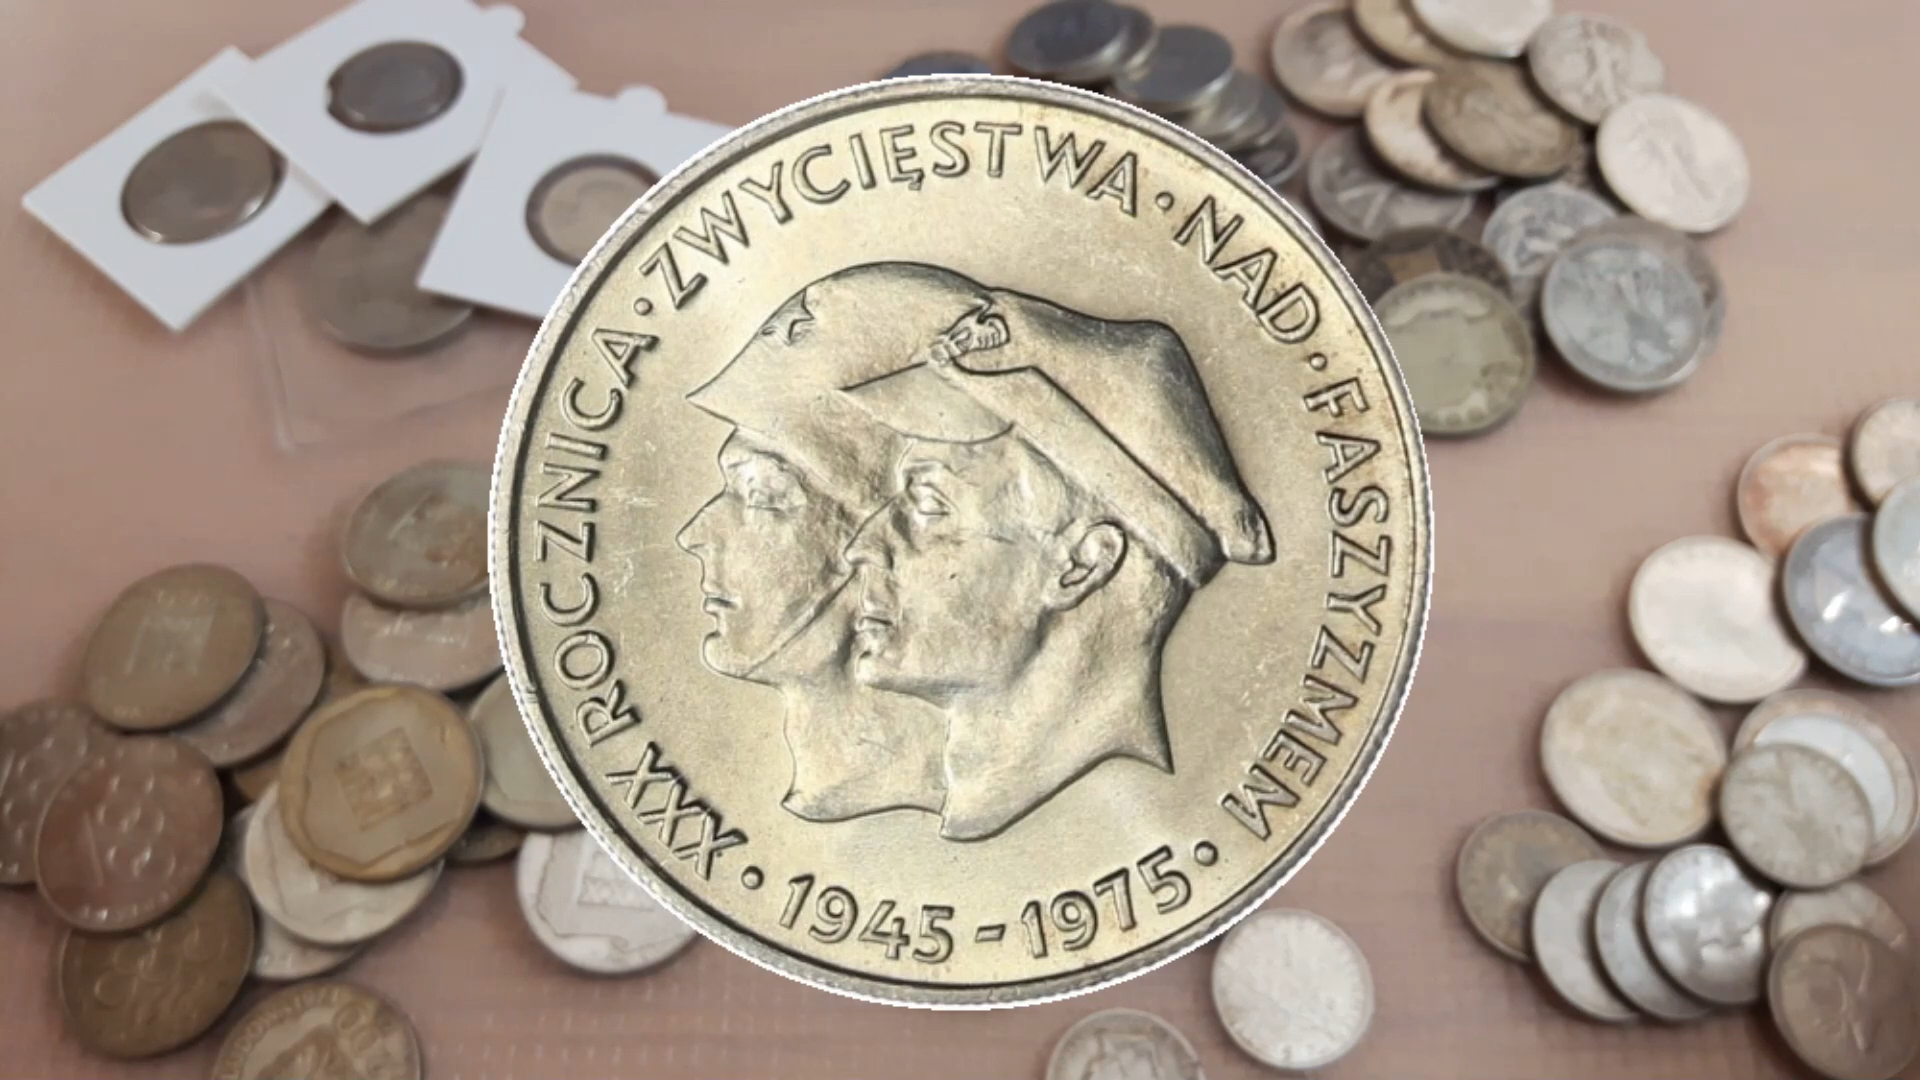 XXX ROCZNICA · ZWYCIĘSTWA · NAD · FASZYZMEM
· 1945 - 1975 ·